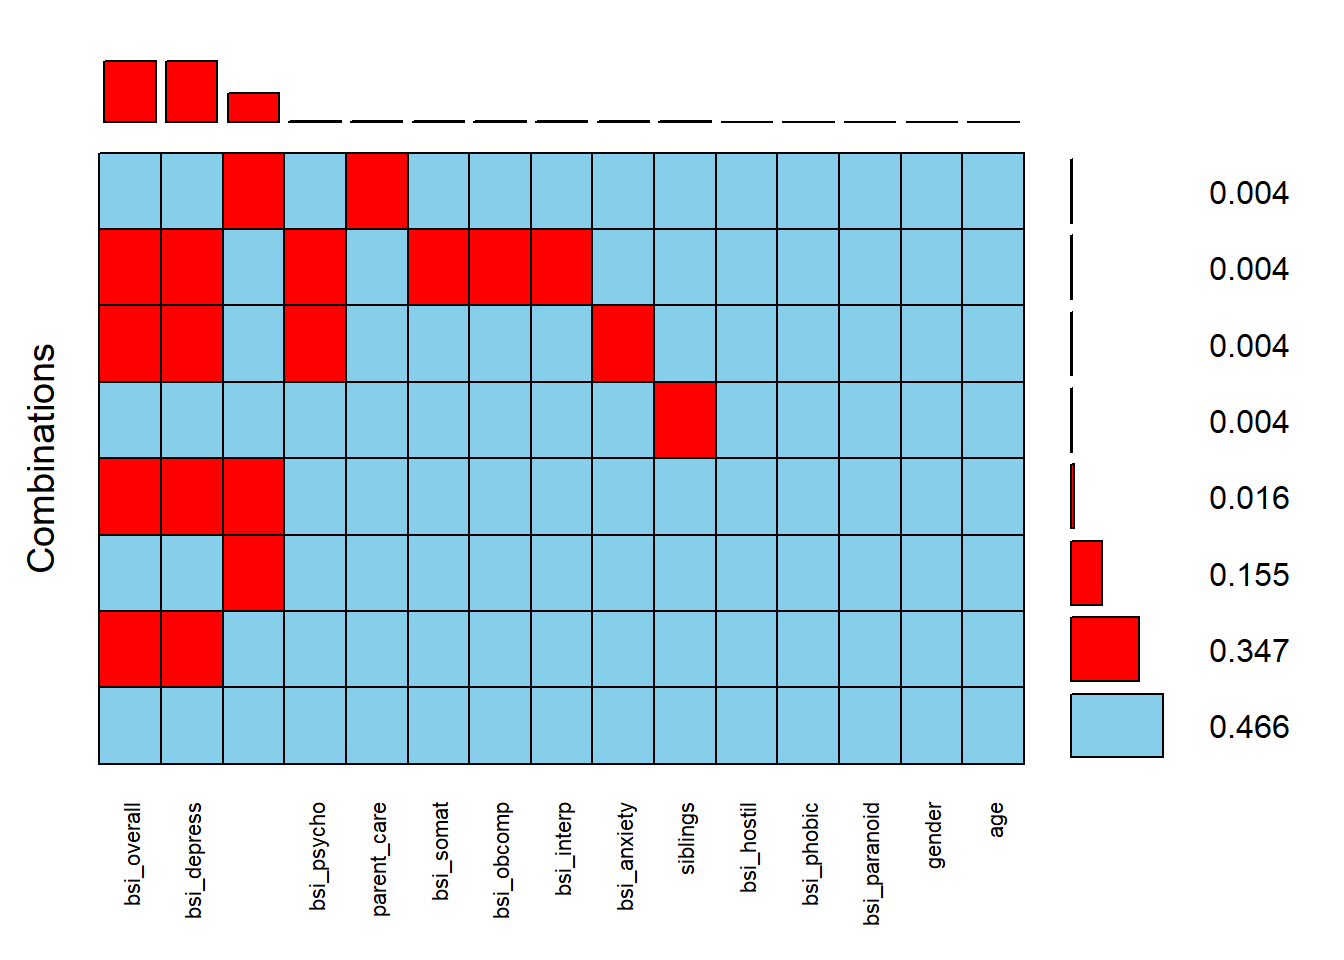 Combinations
0.004
0.004
0.004
0.004
0.016
0.155
0.347
0.466
bsi_overall
bsi_depress
bsi_psycho
parent_care
bsi_somat
bsi_obcomp
bsi_interp
bsi_anxiety
siblings
bsi_hostil
bsi_phobic
bsi_paranoid
gender
age